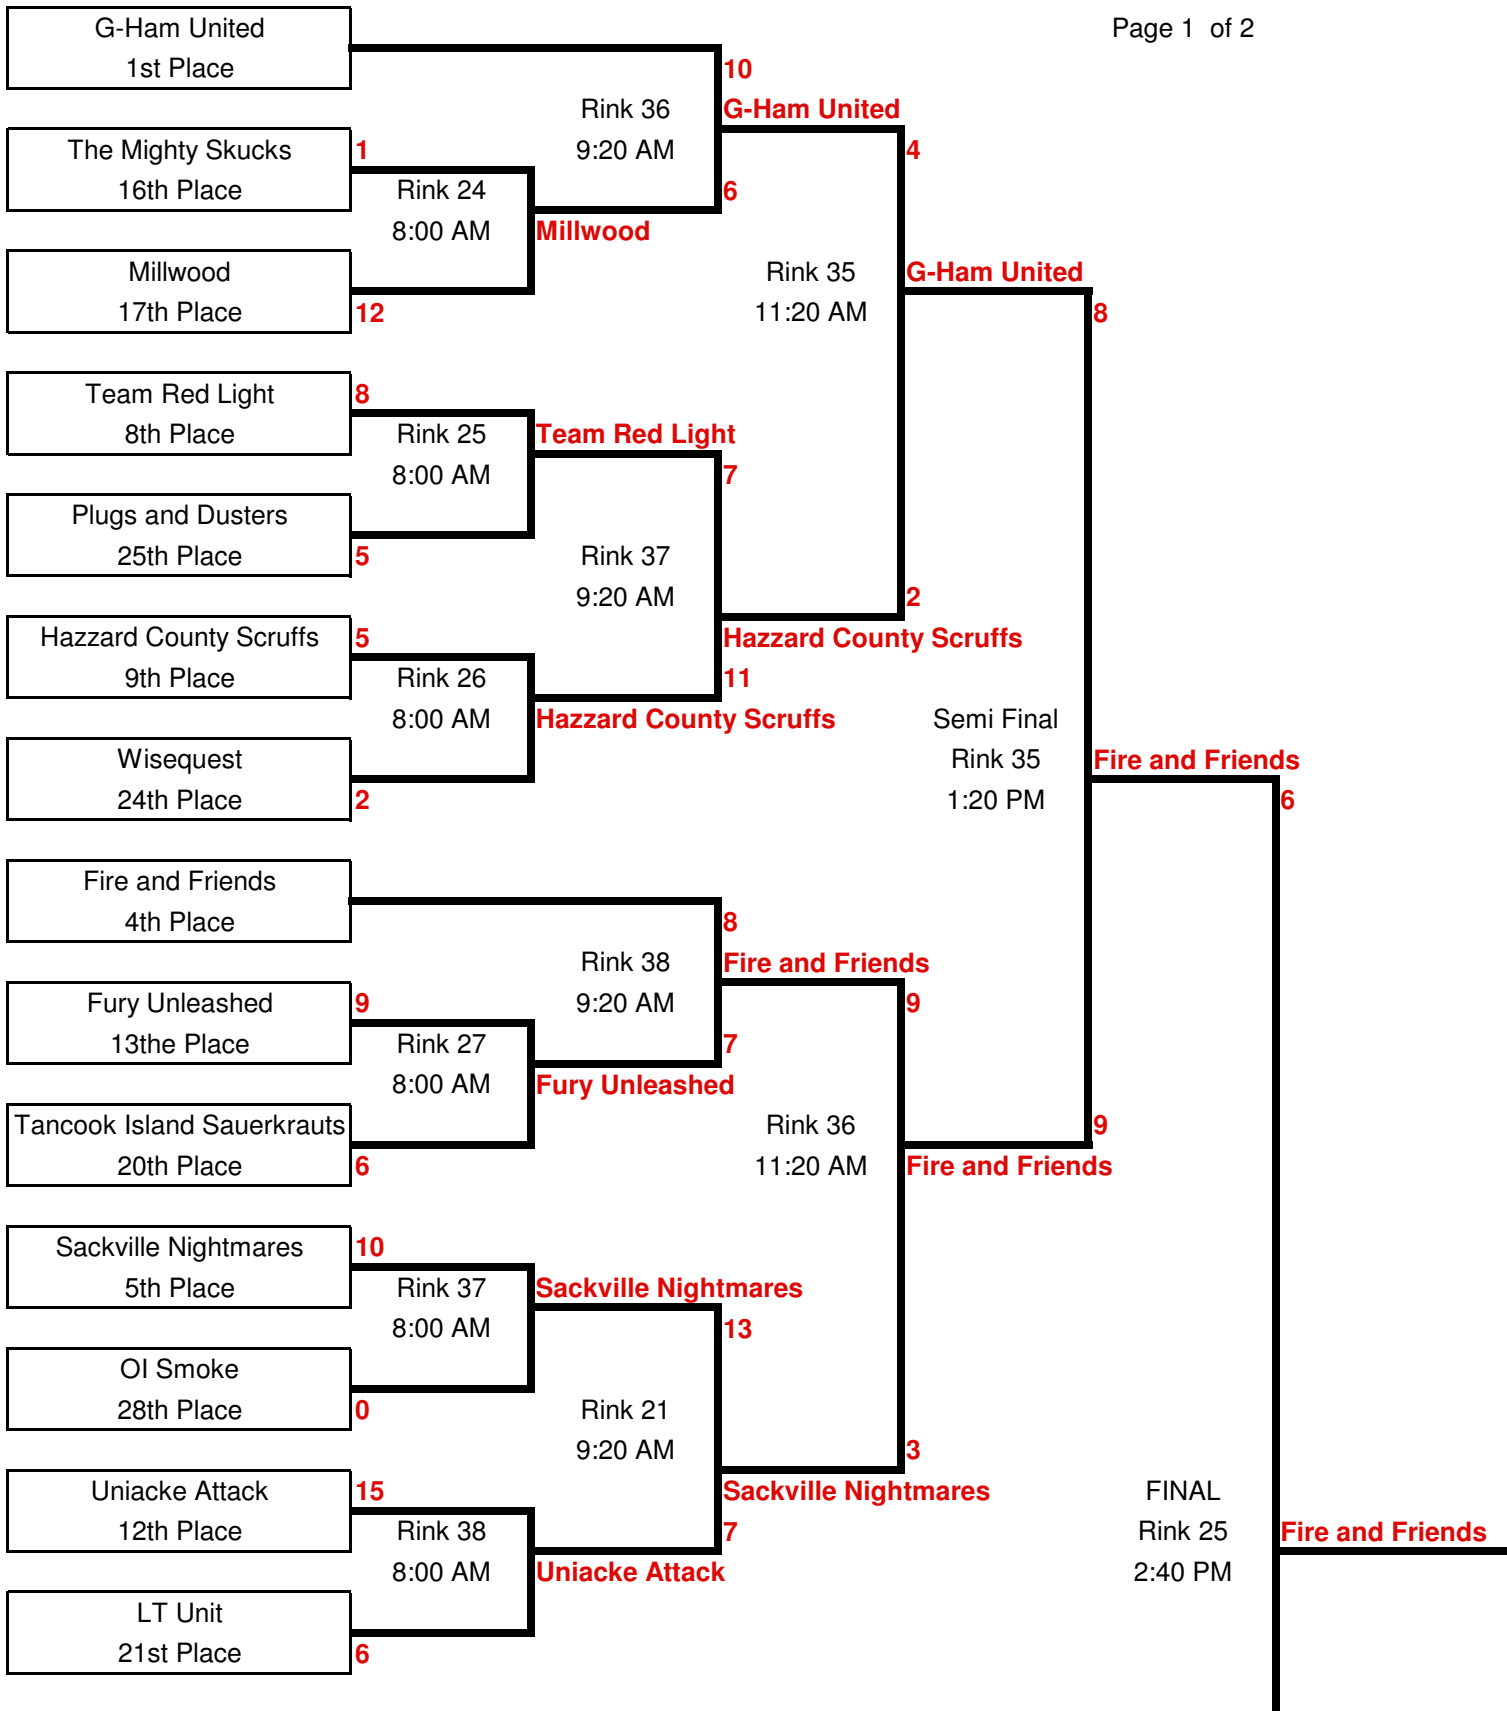 G-Ham United
Page 1 of 2
1st Place
10
Rink 36
G-Ham United
The Mighty Skucks
1
9:20 AM
4
16th Place
Rink 24
6
8:00 AM
Millwood
Millwood
Rink 35
G-Ham United
17th Place
12
11:20 AM
8
Team Red Light
8
8th Place
Rink 25
Team Red Light
8:00 AM
7
Plugs and Dusters
25th Place
5
Rink 37
9:20 AM
2
Hazzard County Scruffs
5
Hazzard County Scruffs
9th Place
Rink 26
11
8:00 AM
Hazzard County Scruffs
Semi Final
Wisequest
Rink 35
Fire and Friends
24th Place
2
1:20 PM
6
Fire and Friends
4th Place
8
Rink 38
Fire and Friends
Fury Unleashed
9
9:20 AM
9
13the Place
Rink 27
7
8:00 AM
Fury Unleashed
Tancook Island Sauerkrauts
Rink 36
9
20th Place
6
11:20 AM
Fire and Friends
Sackville Nightmares
10
5th Place
Rink 37
Sackville Nightmares
8:00 AM
13
OI Smoke
28th Place
0
Rink 21
9:20 AM
3
Uniacke Attack
15
Sackville Nightmares
FINAL
12th Place
Rink 38
7
Rink 25
Fire and Friends
8:00 AM
Uniacke Attack
2:40 PM
LT Unit
21st Place
6